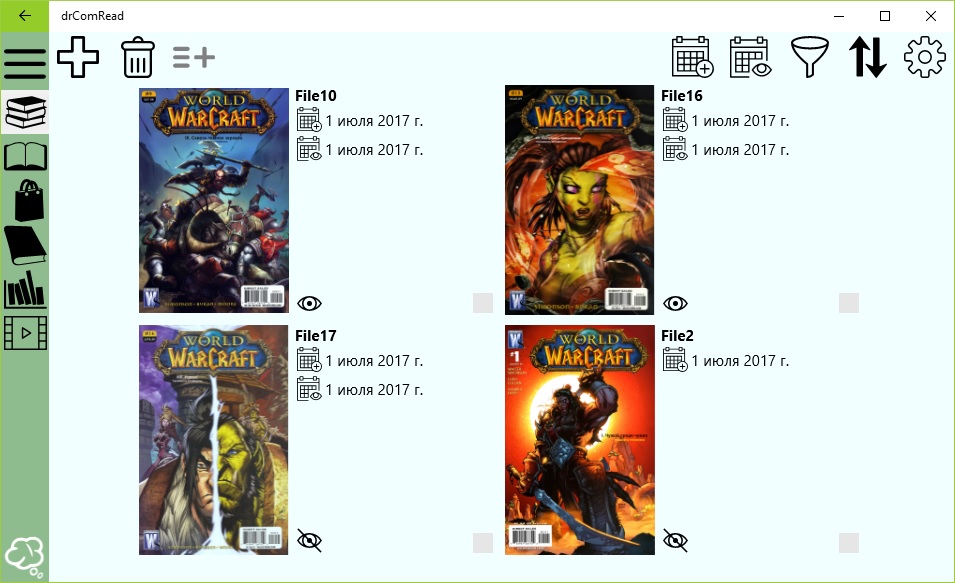 drComRead
File10
1 июля 2017 г.
1 июля 2017 г.
WORLD
WARCRAFT
File16
1 июля 2017 г.
1 июля 2017 г.
WORLD
WARCRAFT
File17
1 июля 2017 г.
1 июля 2017 г.
WORLD
WARCRAFT
File2
1 июля 2017 г.
WORLD
WARCRAFT
#1